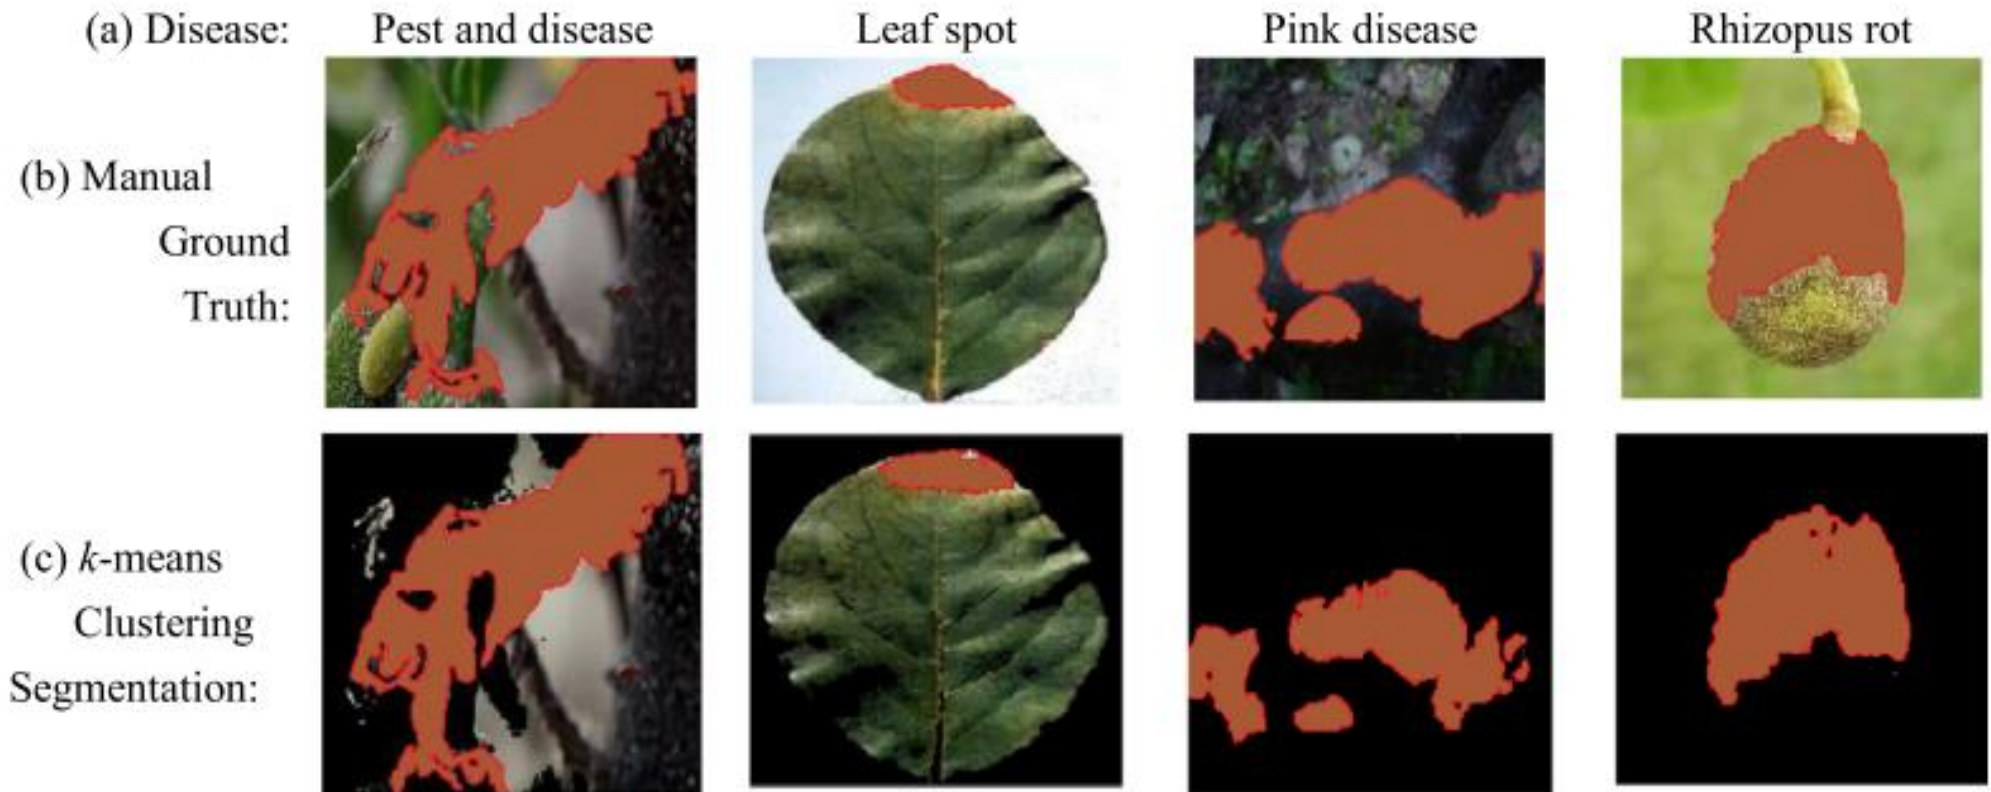 (a) Disease: Pest and disease Leaf spot Pink disease Rhizopus rot
(b) Manual
Ground
Truth:
(c) k-means
Clustering
Segmentation: